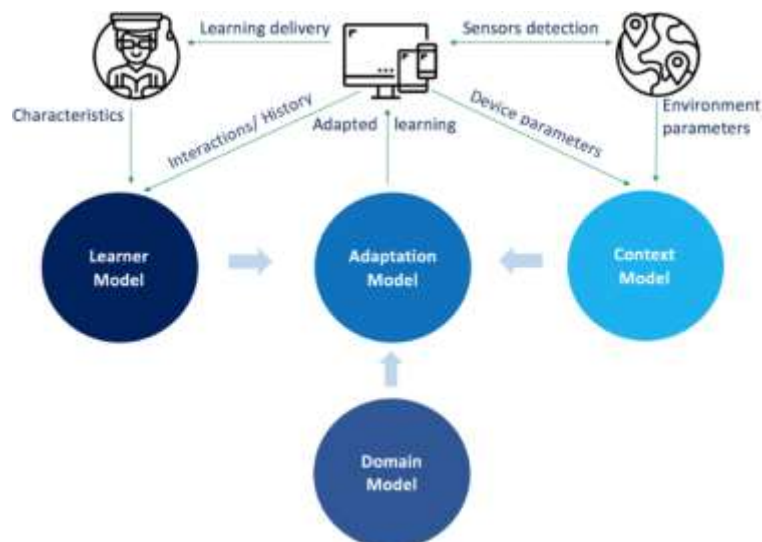 Learning delivery
Sensors detection
Characteristics
Interactions/ History
Adapted learning
Device parameters
Environment
parameters
Learner
Model
Adaptation
Model
Context
Model
Domain
Model